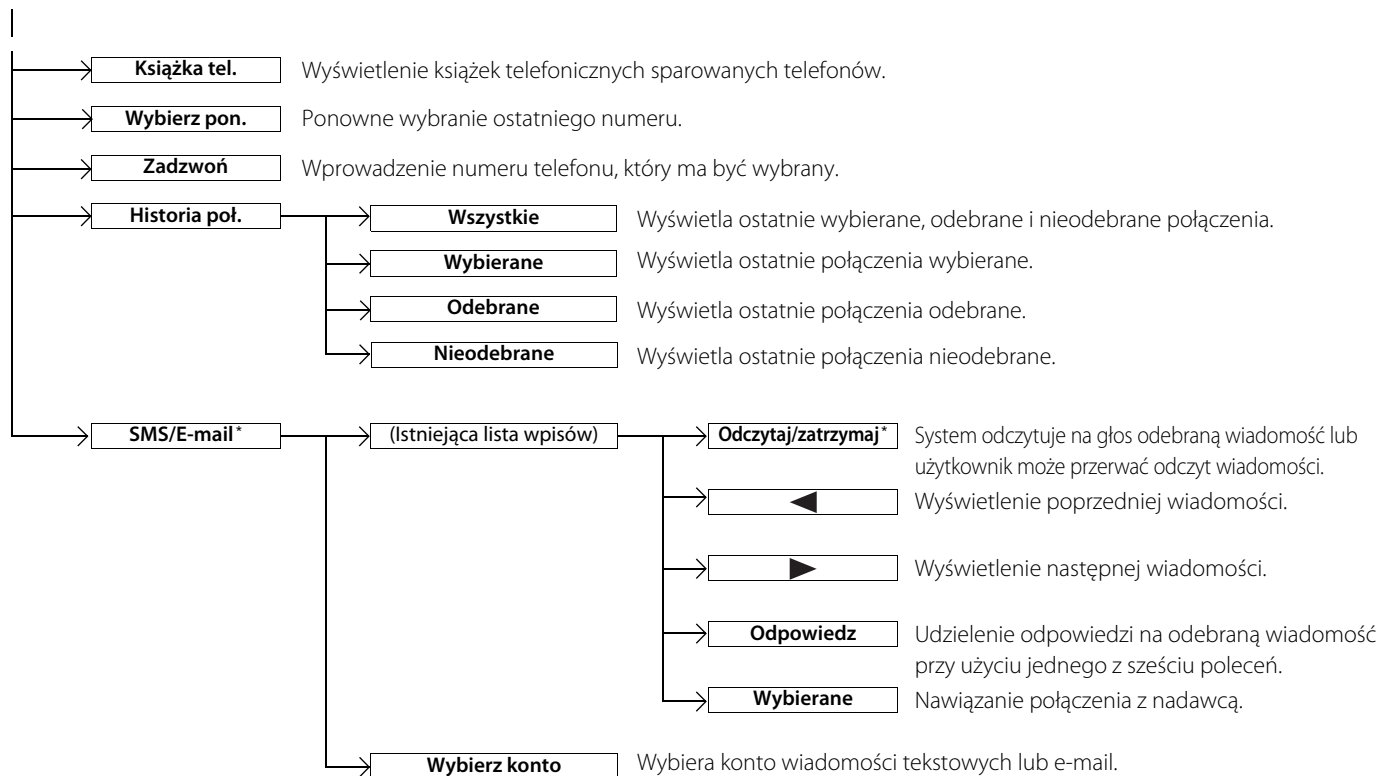 Książka tel. Wyświetlenie książek telefonicznych sparowanych telefonów.
Wybierz pon. Ponowne wybranie ostatniego numeru.
Zadzwoń Wprowadzenie numeru telefonu, który ma być wybrany.
Historia poł. Wszystkie Wyświetla ostatnie wybierane, odebrane i nieodebrane połączenia.
Wybierane Wyświetla ostatnie połączenia wybierane.
Odebrane Wyświetla ostatnie połączenia odebrane.
Nieodebrane Wyświetla ostatnie połączenia nieodebrane.
SMS/E-mail* (Istniejąca lista wpisów) Odczytaj/zatrzymaj* System odczytuje na głos odebraną wiadomość lub
użytkownik może przerwać odczyt wiadomości.
◀ Wyświetlenie poprzedniej wiadomości.
▶ Wyświetlenie następnej wiadomości.
Odpowiedz Udzielenie odpowiedzi na odebraną wiadomość
przy użyciu jednego z sześciu poleceń.
Wybierane Nawiązanie połączenia z nadawcą.
Wybierz konto Wybiera konto wiadomości tekstowych lub e-mail.